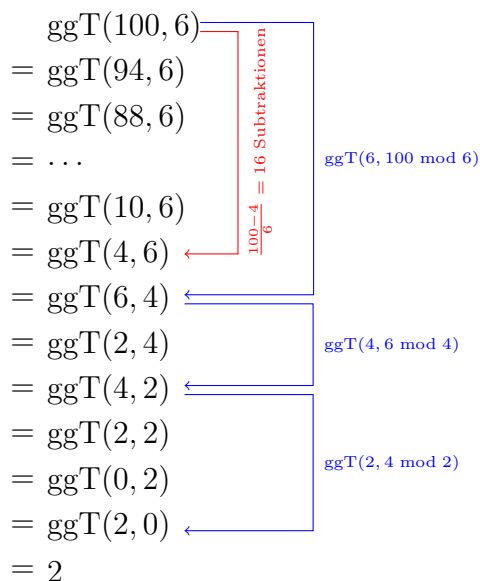 ggT(100, 6)
= ggT(94, 6)
= ggT(88, 6)
= ···
= ggT(10, 6)
= ggT(4, 6)
= ggT(6, 4)
= ggT(2, 4)
= ggT(4, 2)
= ggT(2, 2)
= ggT(0, 2)
= ggT(2, 0)
= 2
\frac{100−4}{6} = 16 Subtraktionen
ggT(6, 100 mod 6)
ggT(4, 6 mod 4)
ggT(2, 4 mod 2)